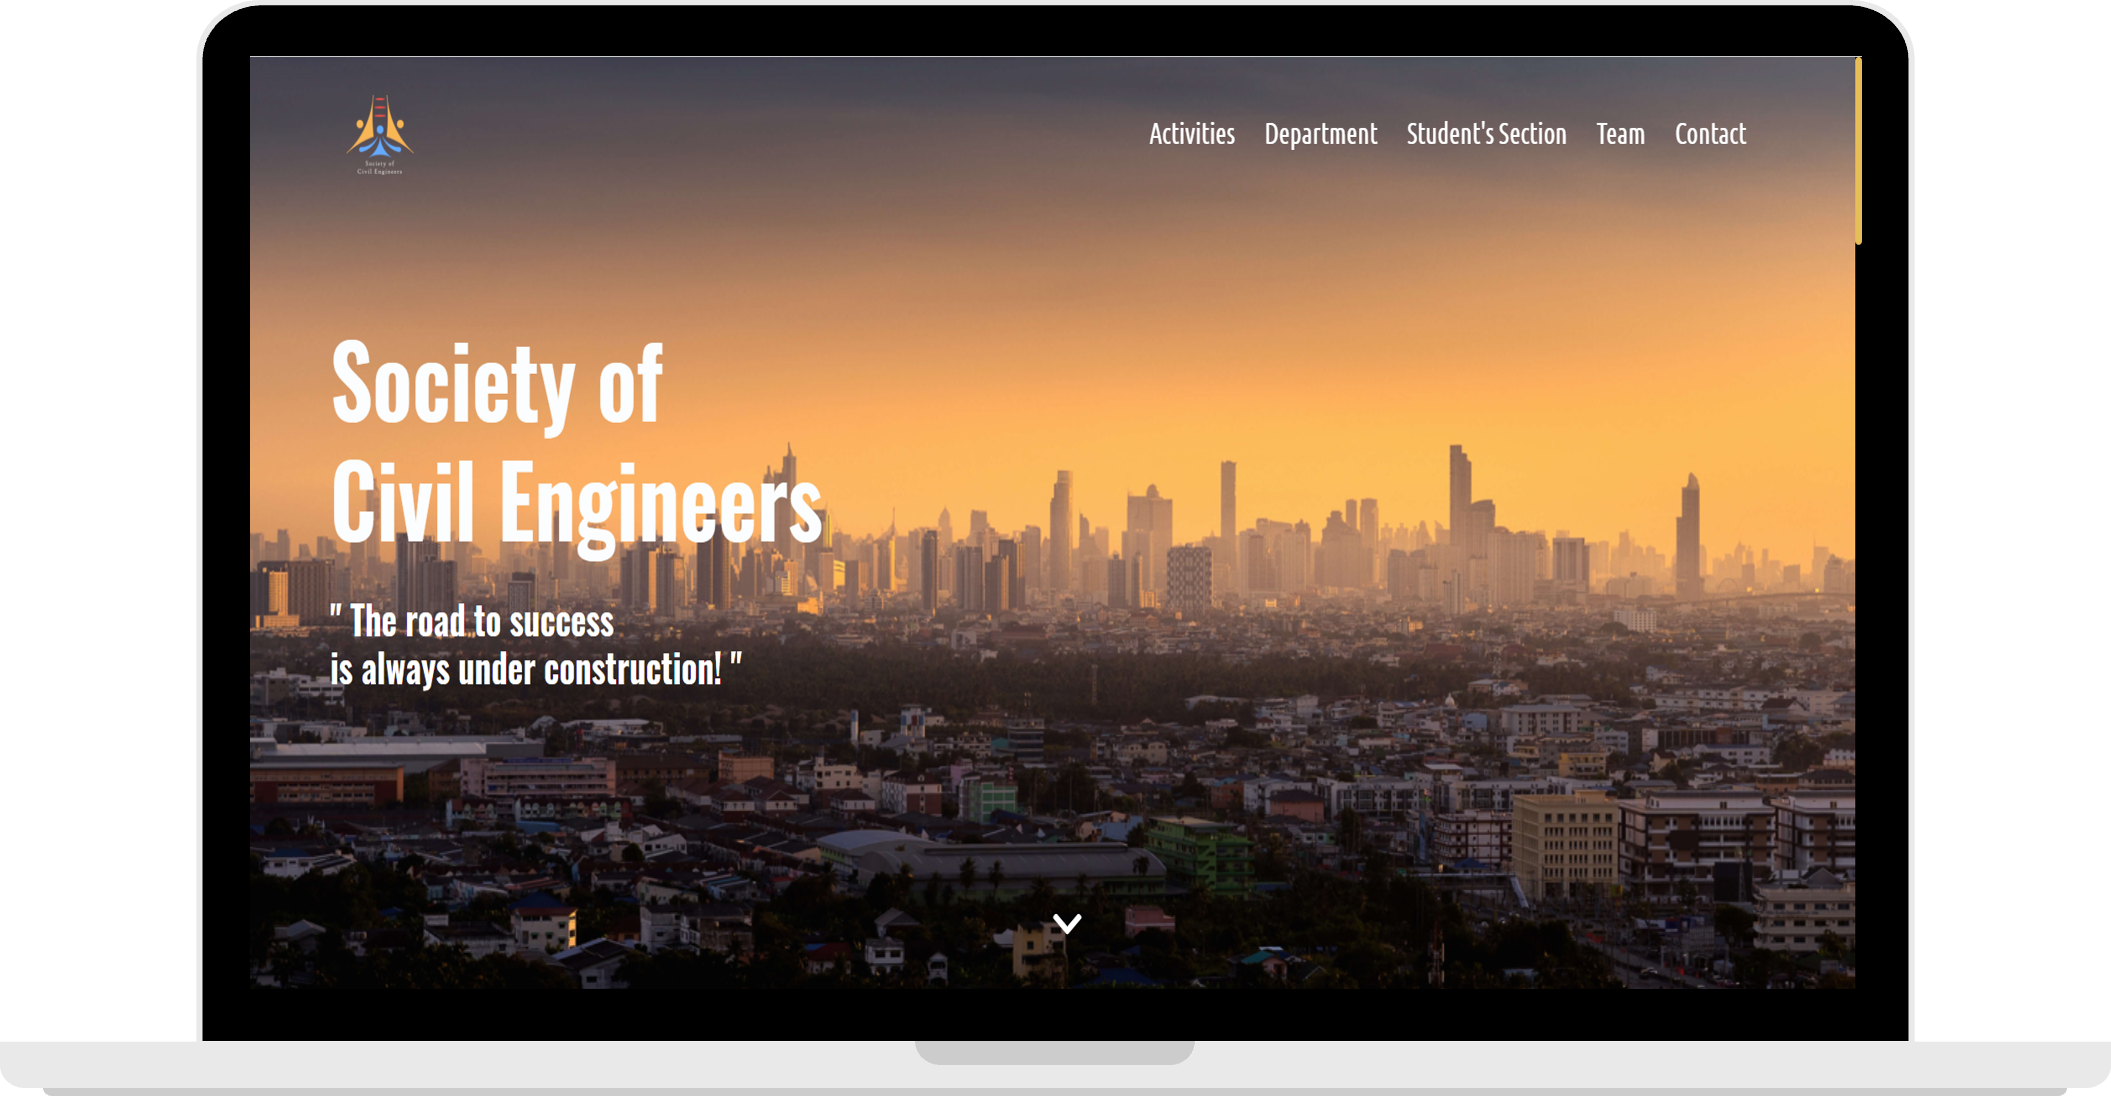 Society of
Civil Engineers
Activities Department Student's Section Team Contact
Society of
Civil Engineers
" The road to success
is always under construction! "